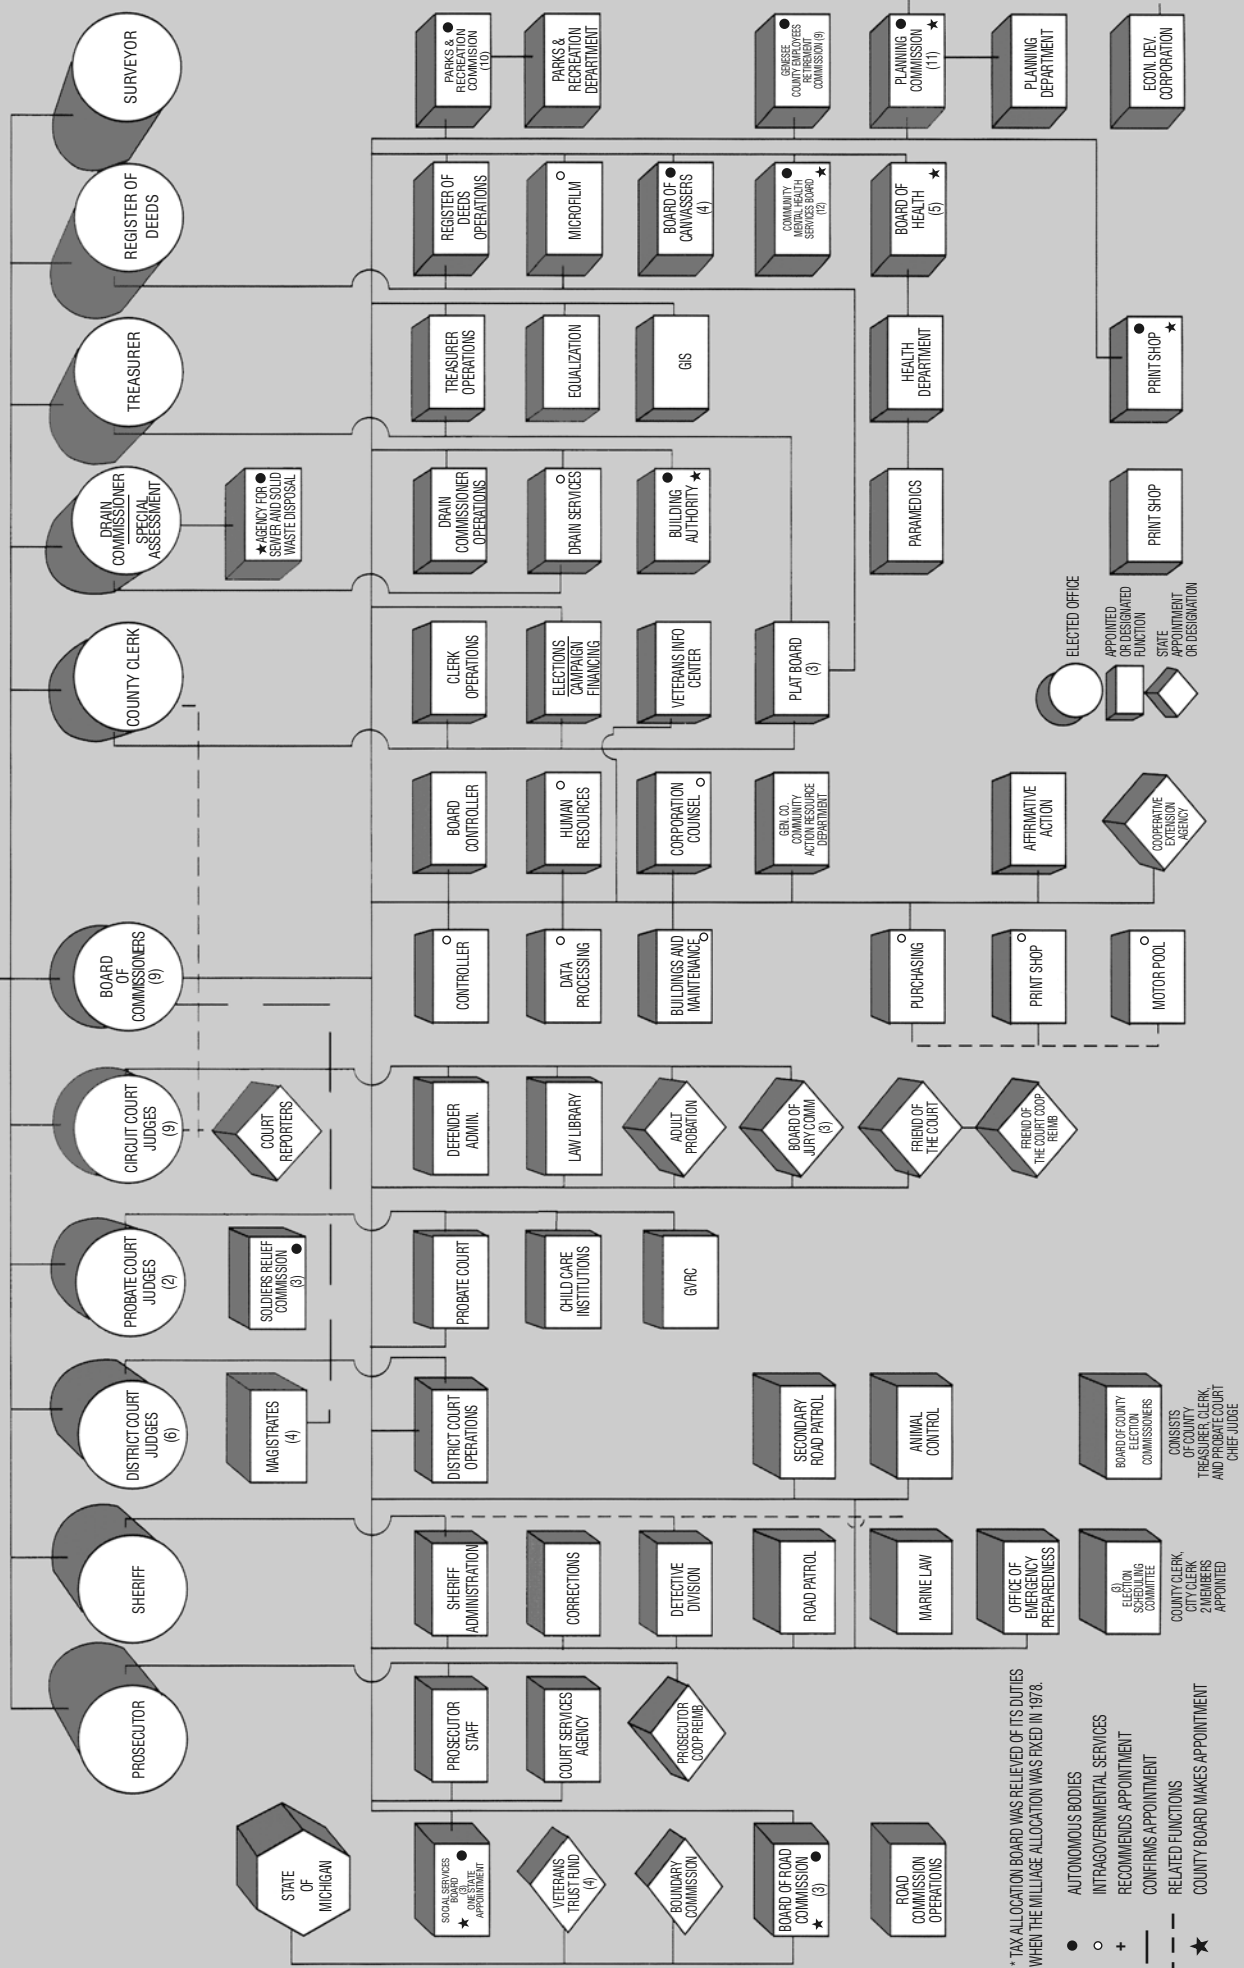 PROSECUTOR
SHERIFF
DISTRICT COURT
JUDGES
(6)
PROBATE COURT
JUDGES
(2)
CIRCUIT COURT
JUDGES
(9)
BOARD
OF
COMMISSIONERS
(9)
COUNTY CLERK
DRAIN
COMMISSIONER
SPECIAL
ASSESSMENT
TREASURER
REGISTER OF
DEEDS
SURVEYOR
STATE
OF
MICHIGAN
MAGISTRATES
(4)
SOLDIERS RELIEF
COMMISSION ●
(3)
COURT
REPORTERS
★ AGENCY FOR ●
SEWER AND SOLID
WASTE DISPOSAL
SOCIAL SERVICES
BOARD ●
(3)
★ ONE STATE
APPOINTMENT
PROSECUTOR
STAFF
SHERIFF
ADMINISTRATION
DISTRICT COURT
OPERATIONS
PROBATE COURT
DEFENDER
ADMIN.
CONTROLLER ○
BOARD
CONTROLLER
CLERK
OPERATIONS
DRAIN
COMMISSIONER
OPERATIONS
TREASURER
OPERATIONS
REGISTER OF
DEEDS
OPERATIONS
PARKS & ●
RECREATION
COMMISION
(10)
VETERANS
TRUST FUND
(4)
COURT SERVICES
AGENCY
CORRECTIONS
CHILD CARE
INSTITUTIONS
LAW LIBRARY
DATA ○
PROCESSING
HUMAN ○
RESOURCES
ELECTIONS
CAMPAIGN
FINANCING
DRAIN SERVICES ○
EQUALIZATION
MICROFILM ○
PARKS &
RECREATION
DEPARTMENT
BOUNDARY
COMMISSION
PROSECUTOR
COOP REIMB
DETECTIVE
DIVISION
GVRC
ADULT
PROBATION
BUILDINGS AND
MAINTENANCE ○
CORPORATION
COUNSEL ○
VETERANS INFO
CENTER
BUILDING ●
AUTHORITY ★
GIS
BOARD OF ●
CANVASSERS
(4)
BOARD OF ROAD
COMMISSION ●
★ (3)
ROAD PATROL
SECONDARY
ROAD PATROL
BOARD OF
JURY COMM
(3)
GEN. CO.
COMMUNITY
ACTION RESOURCE
DEPARTMENT
PLAT BOARD
(3)
COMMUNITY ●
MENTAL HEALTH
SERVICES BOARD ★
(12)
GENESEE ●
COUNTY EMPLOYEES
RETIREMENT
COMMISSION (9)
ROAD
COMMISSION
OPERATIONS
MARINE LAW
ANIMAL
CONTROL
FRIEND OF
THE COURT
PURCHASING ○
PARAMEDICS
HEALTH
DEPARTMENT
BOARD OF
HEALTH ★
(5)
PLANNING ●
COMMISSION
(11) ★
OFFICE OF
EMERGENCY
PREPAREDNESS
FRIEND OF
THE COURT COOP
REIMB
PRINT SHOP ○
AFFIRMATIVE
ACTION
PLANNING
DEPARTMENT
(3)
ELECTION
SCHEDULING
COMMITTEE
COUNTY CLERK,
CITY CLERK
2 MEMBERS
APPOINTED
BOARD OF COUNTY
ELECTION
COMMISSIONERS
CONSISTS
OF COUNTY
TREASURER, CLERK,
AND PROBATE COURT
CHIEF JUDGE
MOTOR POOL ○
COOPERATIVE
EXTENSION
AGENCY
PRINT SHOP
PRINT SHOP ●
★
ECON. DEV.
CORPORATION
ELECTED OFFICE
APPOINTED
OR DESIGNATED
FUNCTION
STATE
APPOINTMENT
OR DESIGNATION
* TAX ALLOCATION BOARD WAS RELIEVED OF ITS DUTIES
WHEN THE MILLIAGE ALLOCATION WAS FIXED IN 1978.
● AUTONOMOUS BODIES
○ INTRAGOVERNMENTAL SERVICES
+ RECOMMENDS APPOINTMENT
CONFIRMS APPOINTMENT
RELATED FUNCTIONS
★ COUNTY BOARD MAKES APPOINTMENT